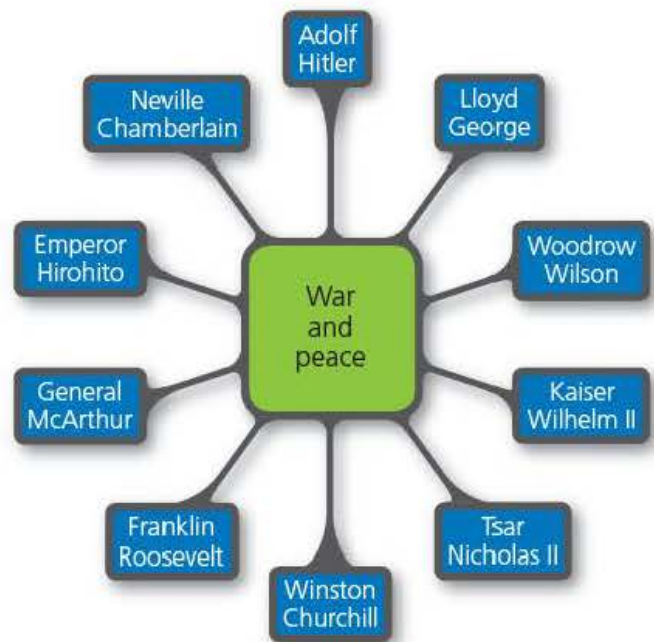 Adolf
Hitler
Lloyd
George
Woodrow
Wilson
Kaiser
Wilhelm II
Tsar
Nicholas II
Winston
Churchill
Franklin
Roosevelt
General
McArthur
Emperor
Hirohito
Neville
Chamberlain
War
and
peace